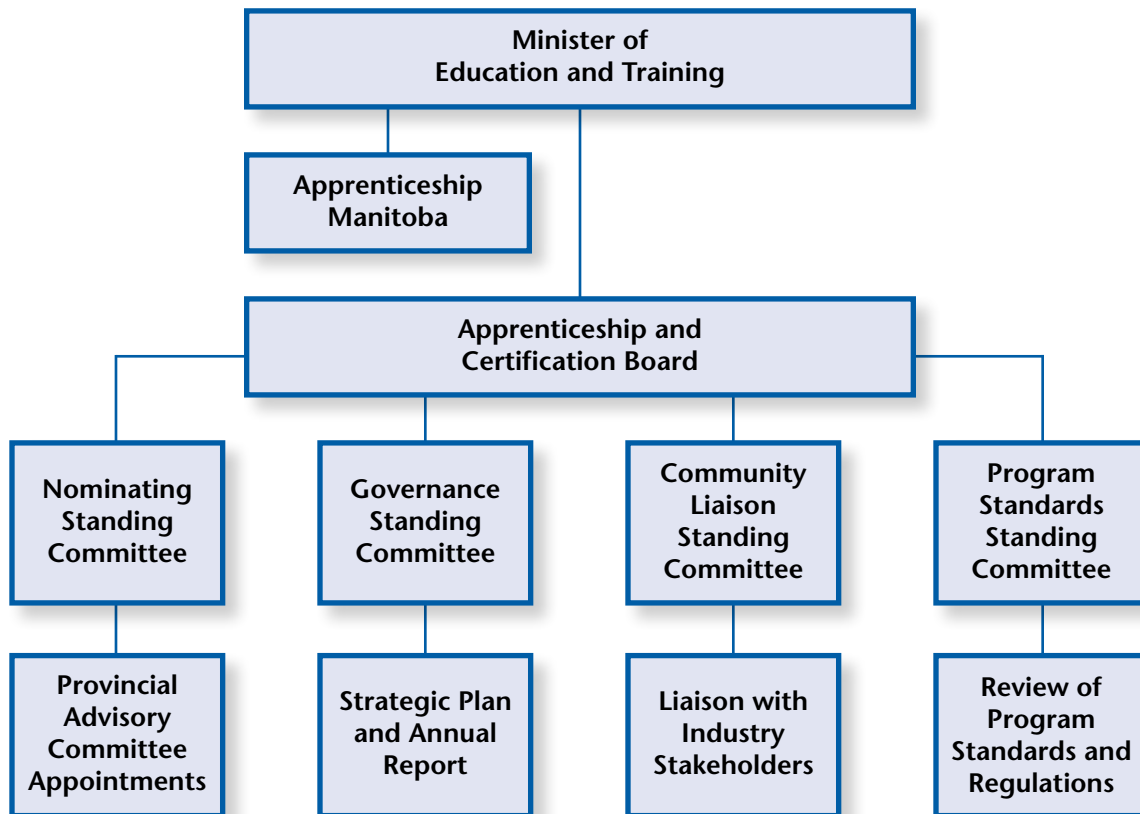 Minister of
Education and Training
Apprenticeship
Manitoba
Apprenticeship and
Certification Board
Nominating
Standing
Committee
Governance
Standing
Committee
Community
Liaison
Standing
Committee
Program
Standards
Standing
Committee
Provincial
Advisory
Committee
Appointments
Strategic Plan
and Annual
Report
Liaison with
Industry
Stakeholders
Review of
Program
Standards and
Regulations